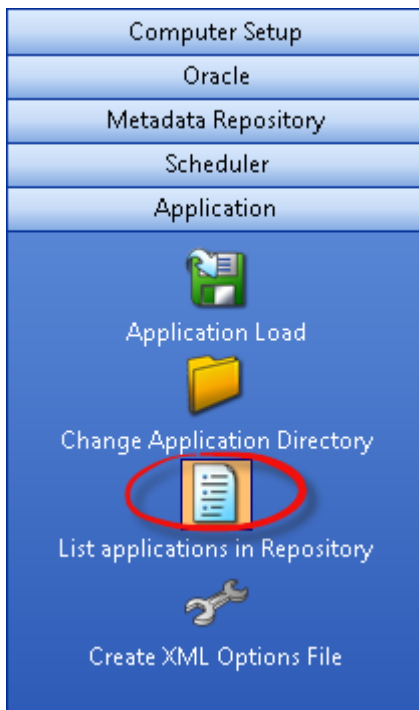 Computer Setup
Oracle
Metadata Repository
Scheduler
Application
Application Load
Change Application Directory
List applications in Repository
Create XML Options File